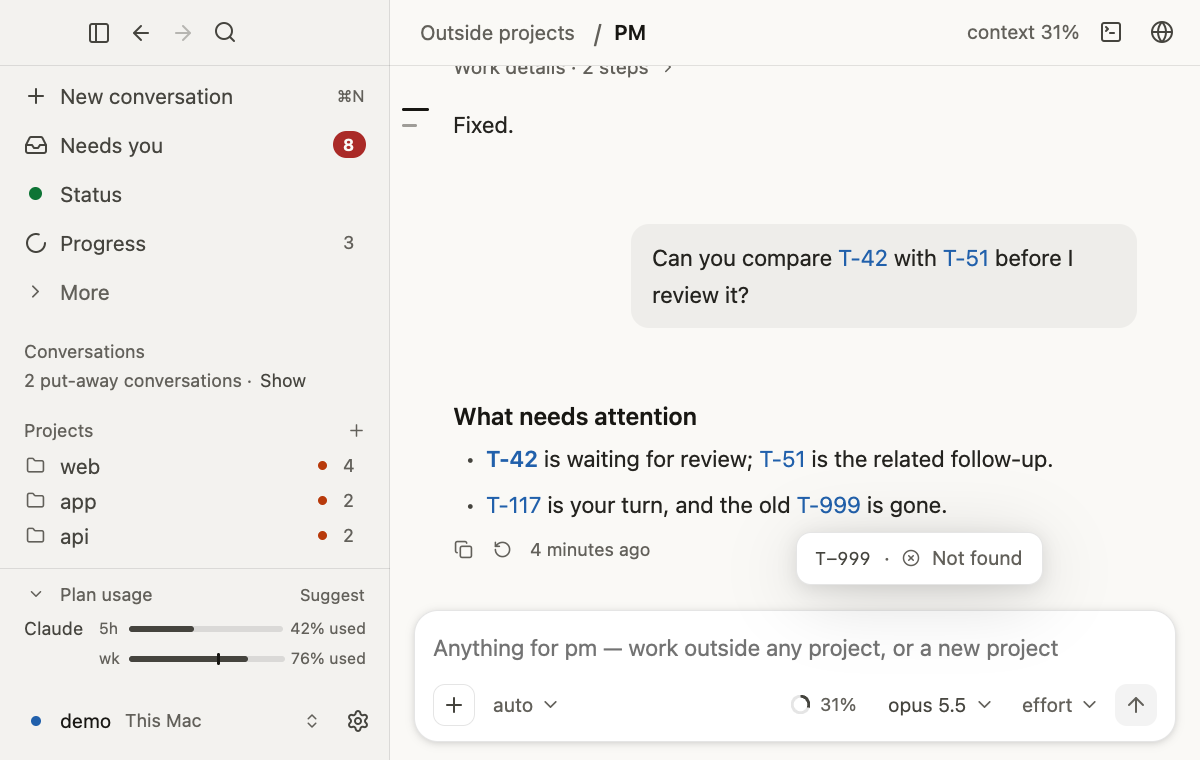 Outside projects / PM
context 31%
New conversation
⌘N
Needs you
8
Status
Progress
3
More
Conversations
2 put-away conversations · Show
Projects
web
4
app
2
api
2
Plan usage
Suggest
Claude
5h
42% used
wk
76% used
demo
This Mac
Work details · 2 steps
Fixed.
Can you compare T-42 with T-51 before I
review it?
What needs attention
• T-42 is waiting for review; T-51 is the related follow-up.
• T-117 is your turn, and the old T-999 is gone.
4 minutes ago
T–999 · Not found
Anything for pm — work outside any project, or a new project
auto
31%
opus 5.5
effort